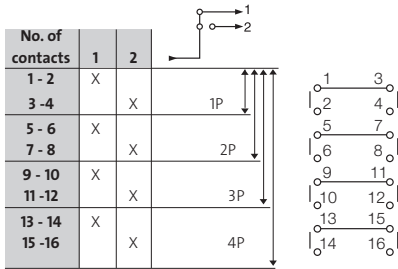 1
2
No. of
contacts 1 2
1 - 2 X
3 -4 X 1P
5 - 6 X
7 - 8 X 2P
9 - 10 X
11 -12 X 3P
13 - 14 X
15 -16 X 4P
1 3
2 4
5 7
6 8
9 11
10 12
13 15
14 16